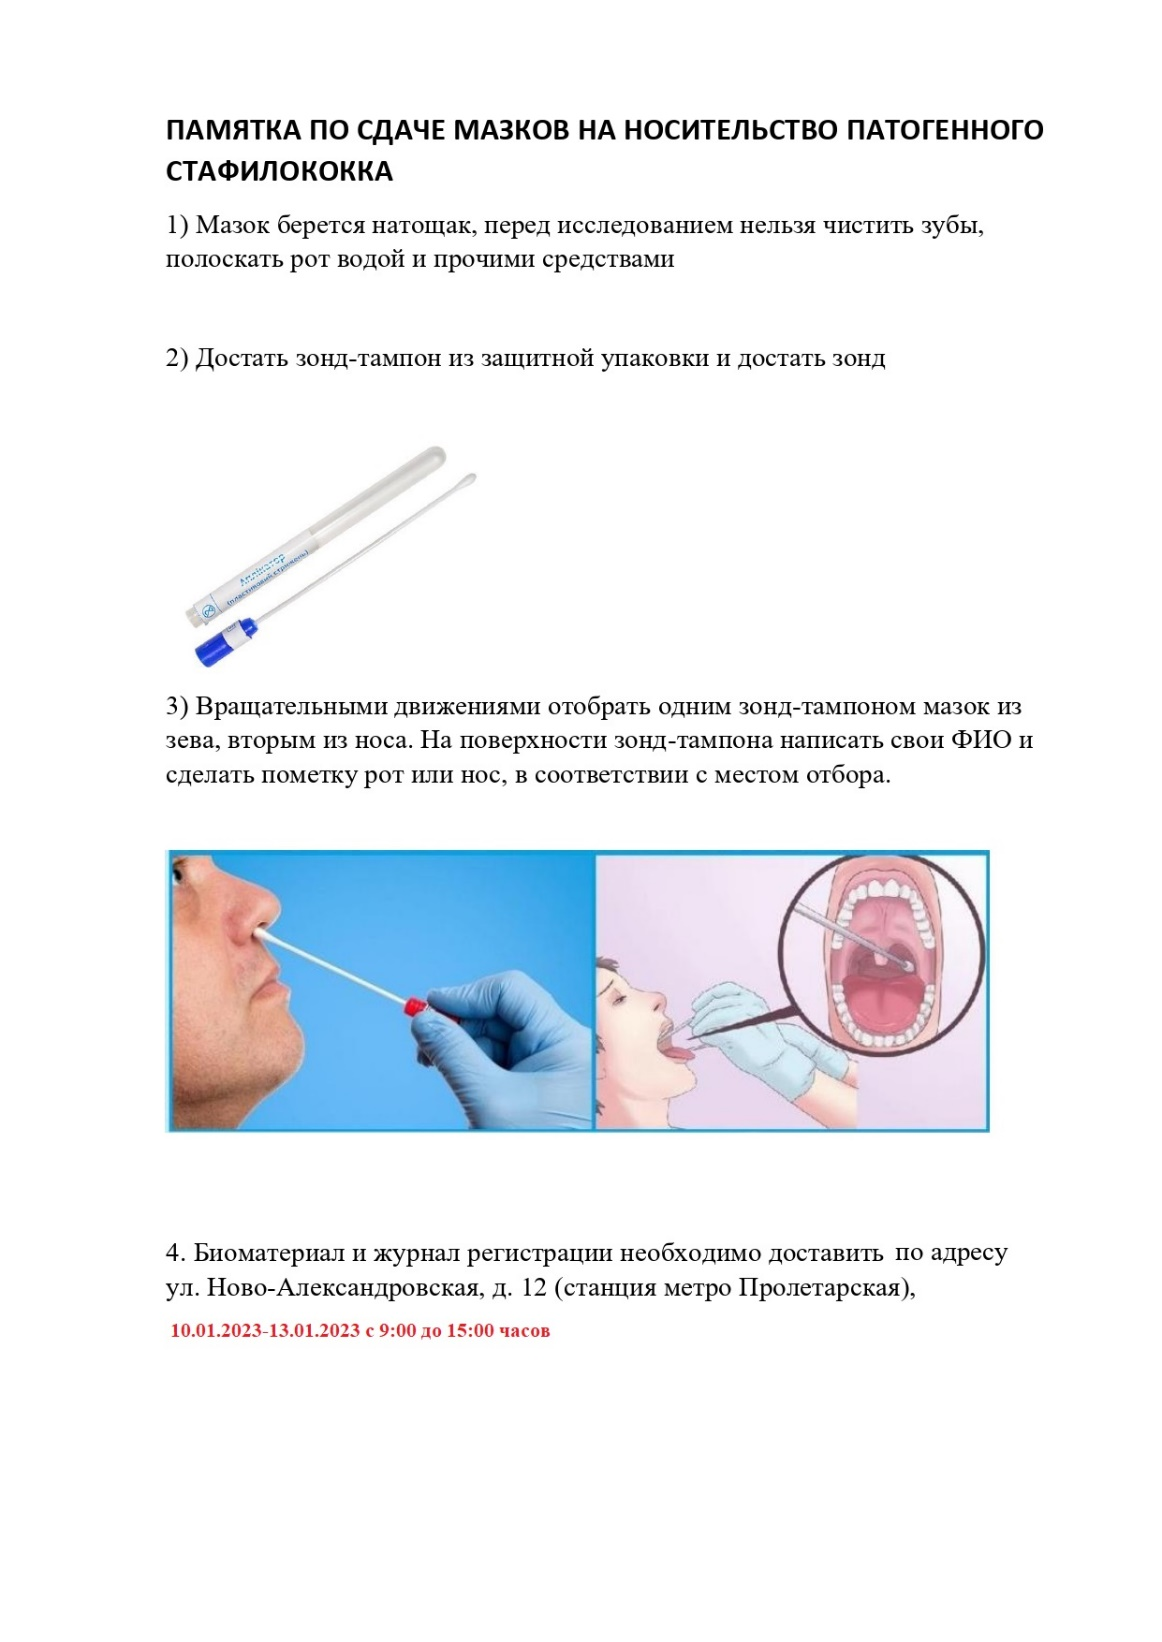 ПАМЯТКА ПО СДАЧЕ МАЗКОВ НА НОСИТЕЛЬСТВО ПАТОГЕННОГО
СТАФИЛОКОККА
1) Мазок берется натощак, перед исследованием нельзя чистить зубы,
полоскать рот водой и прочими средствами
2) Достать зонд-тампон из защитной упаковки и достать зонд
Аплікатор
(пластиковий стрижень)
3) Вращательными движениями отобрать одним зонд-тампоном мазок из
зева, вторым из носа. На поверхности зонд-тампона написать свои ФИО и
сделать пометку рот или нос, в соответствии с местом отбора.
4. Биоматериал и журнал регистрации необходимо доставить по адресу
ул. Ново-Александровская, д. 12 (станция метро Пролетарская),
10.01.2023-13.01.2023 с 9:00 до 15:00 часов